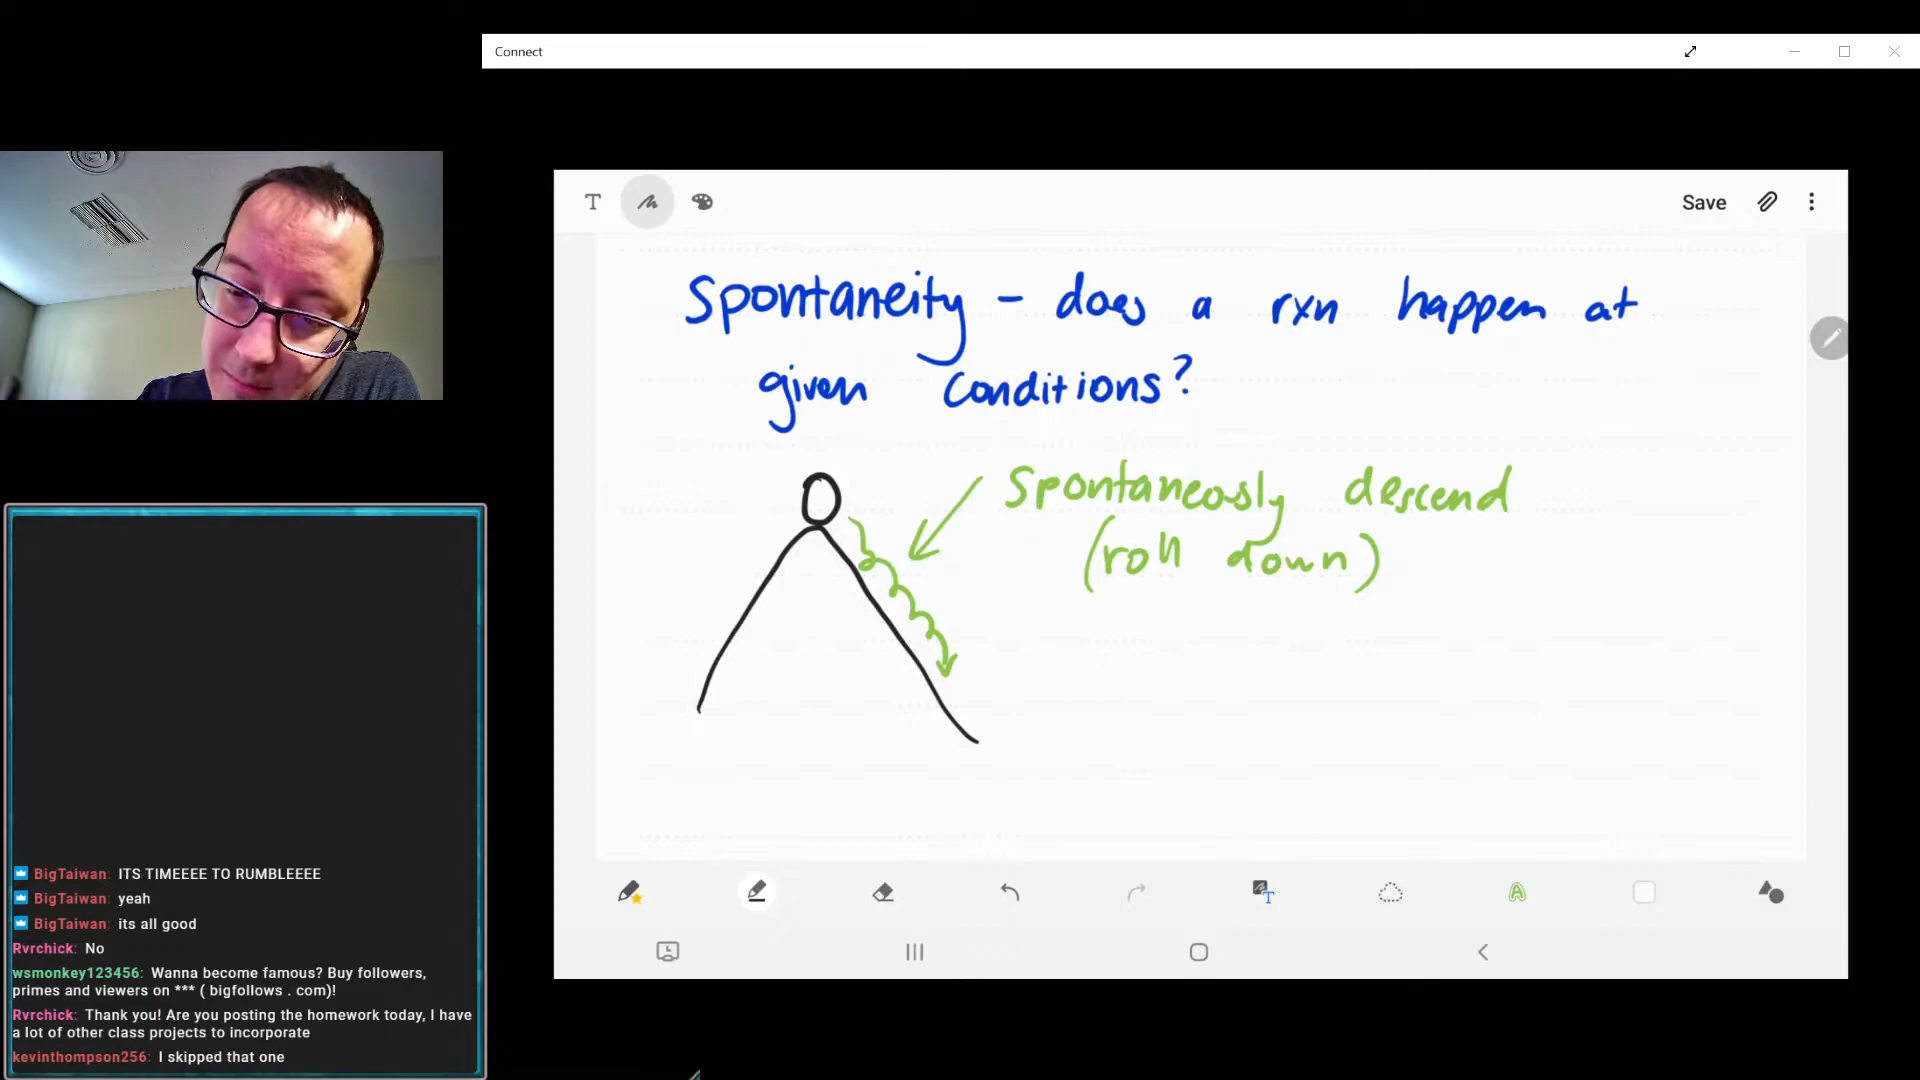 Connect
T
Save
Spontaneity - does a rxn happen at
given conditions?
Spontaneously descend
(roll down)
BigTaiwan: ITS TIMEEEE TO RUMBLEEEE
BigTaiwan: yeah
BigTaiwan: its all good
Rvrchick: No
wsmonkey123456: Wanna become famous? Buy followers,
primes and viewers on *** ( bigfollows . com)!
Rvrchick: Thank you! Are you posting the homework today, I have
a lot of other class projects to incorporate
kevinthompson256: I skipped that one